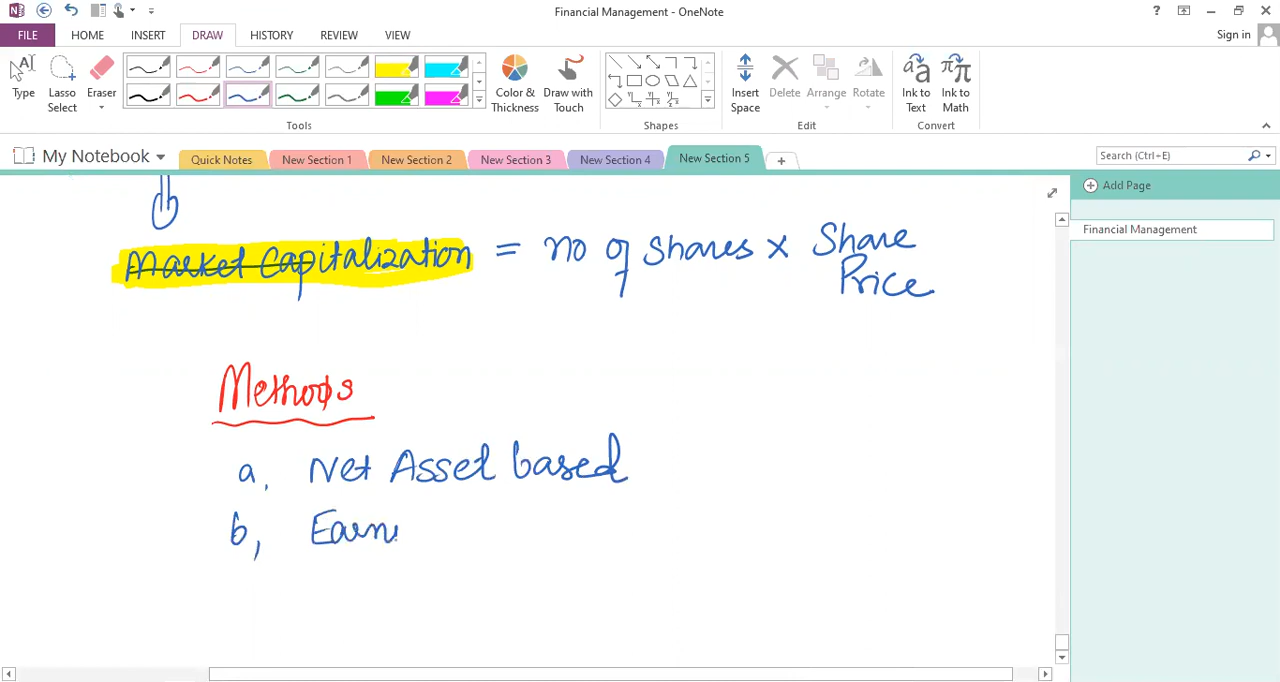 Financial Management - OneNote
?
FILE HOME INSERT DRAW HISTORY REVIEW VIEW
Sign in
Type
Lasso Select
Eraser
Color & Thickness
Draw with Touch
Insert Space
Delete
Arrange
Rotate
Ink to Text
Ink to Math
Tools
Shapes
Edit
Convert
My Notebook
Quick Notes New Section 1 New Section 2 New Section 3 New Section 4 New Section 5
Search (Ctrl+E)
Add Page
Financial Management
Market Capitalization = no of shares × Share Price
Methods
a, Net Asset based
b, Earni